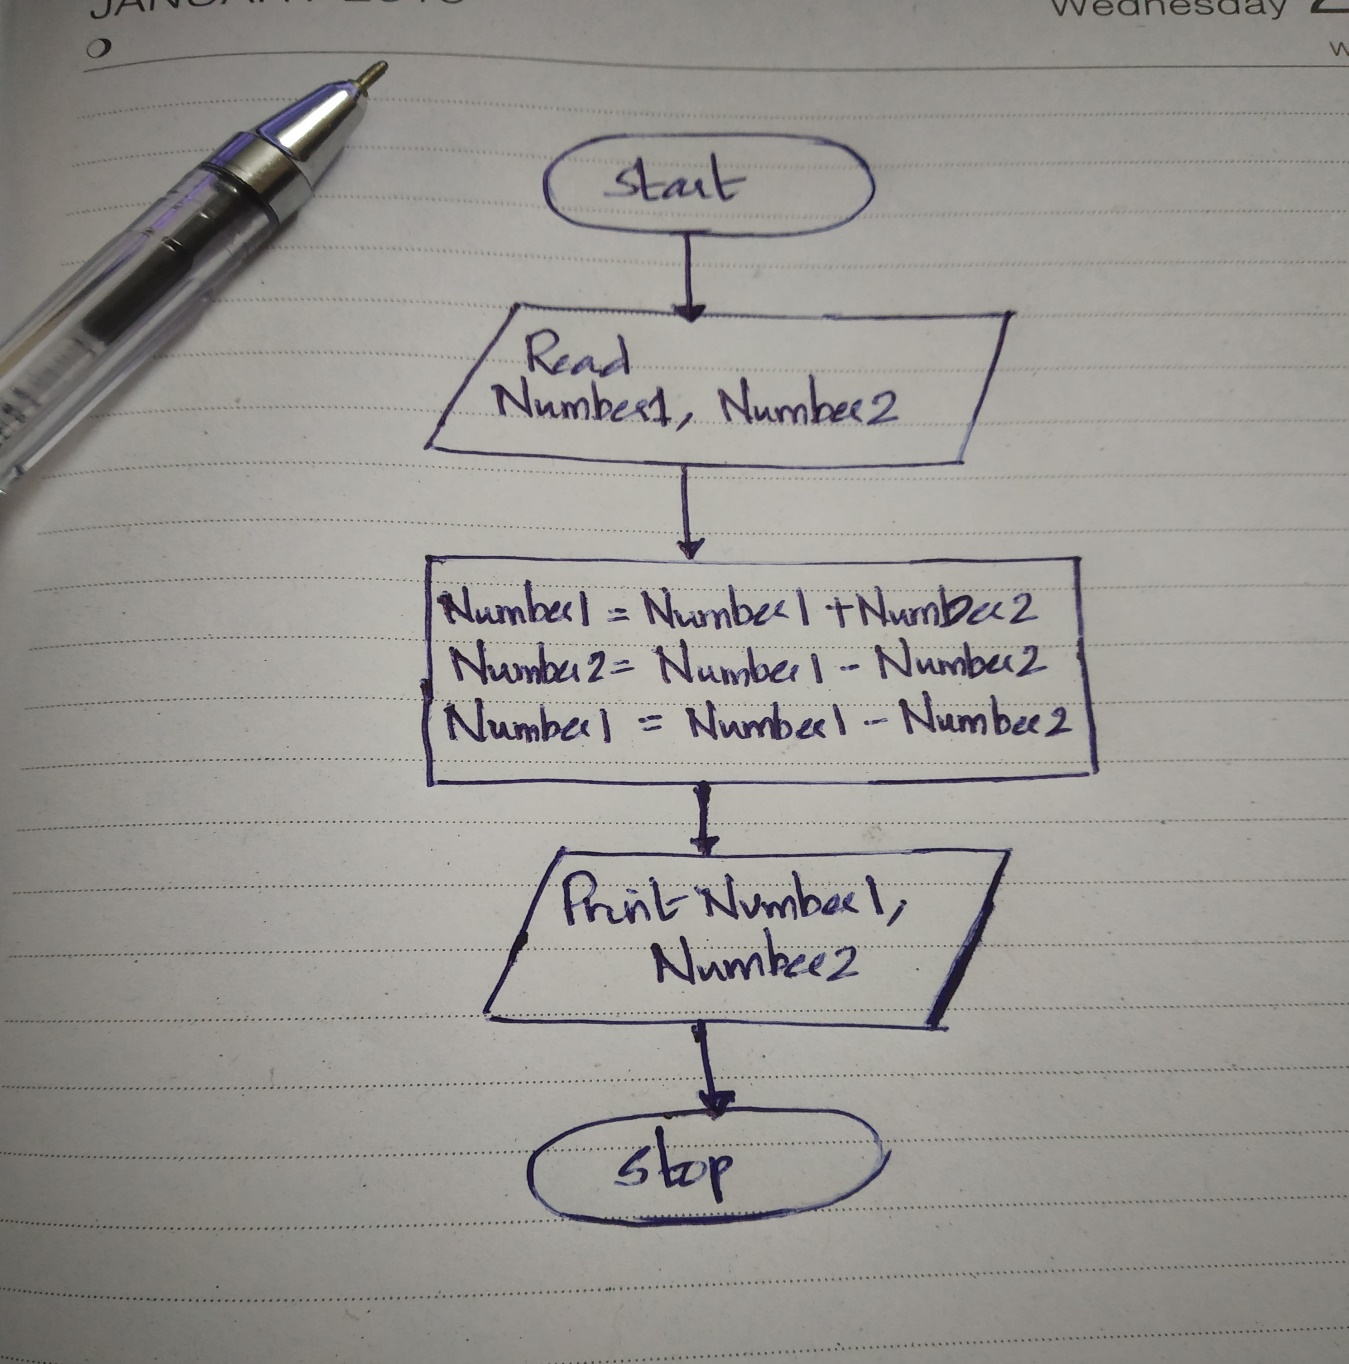 Wednesday
Start
Read
Number1, Number2
Number1 = Number1 + Number2
Number2 = Number1 - Number2
Number1 = Number1 - Number2
Print Number1,
Number2
Stop